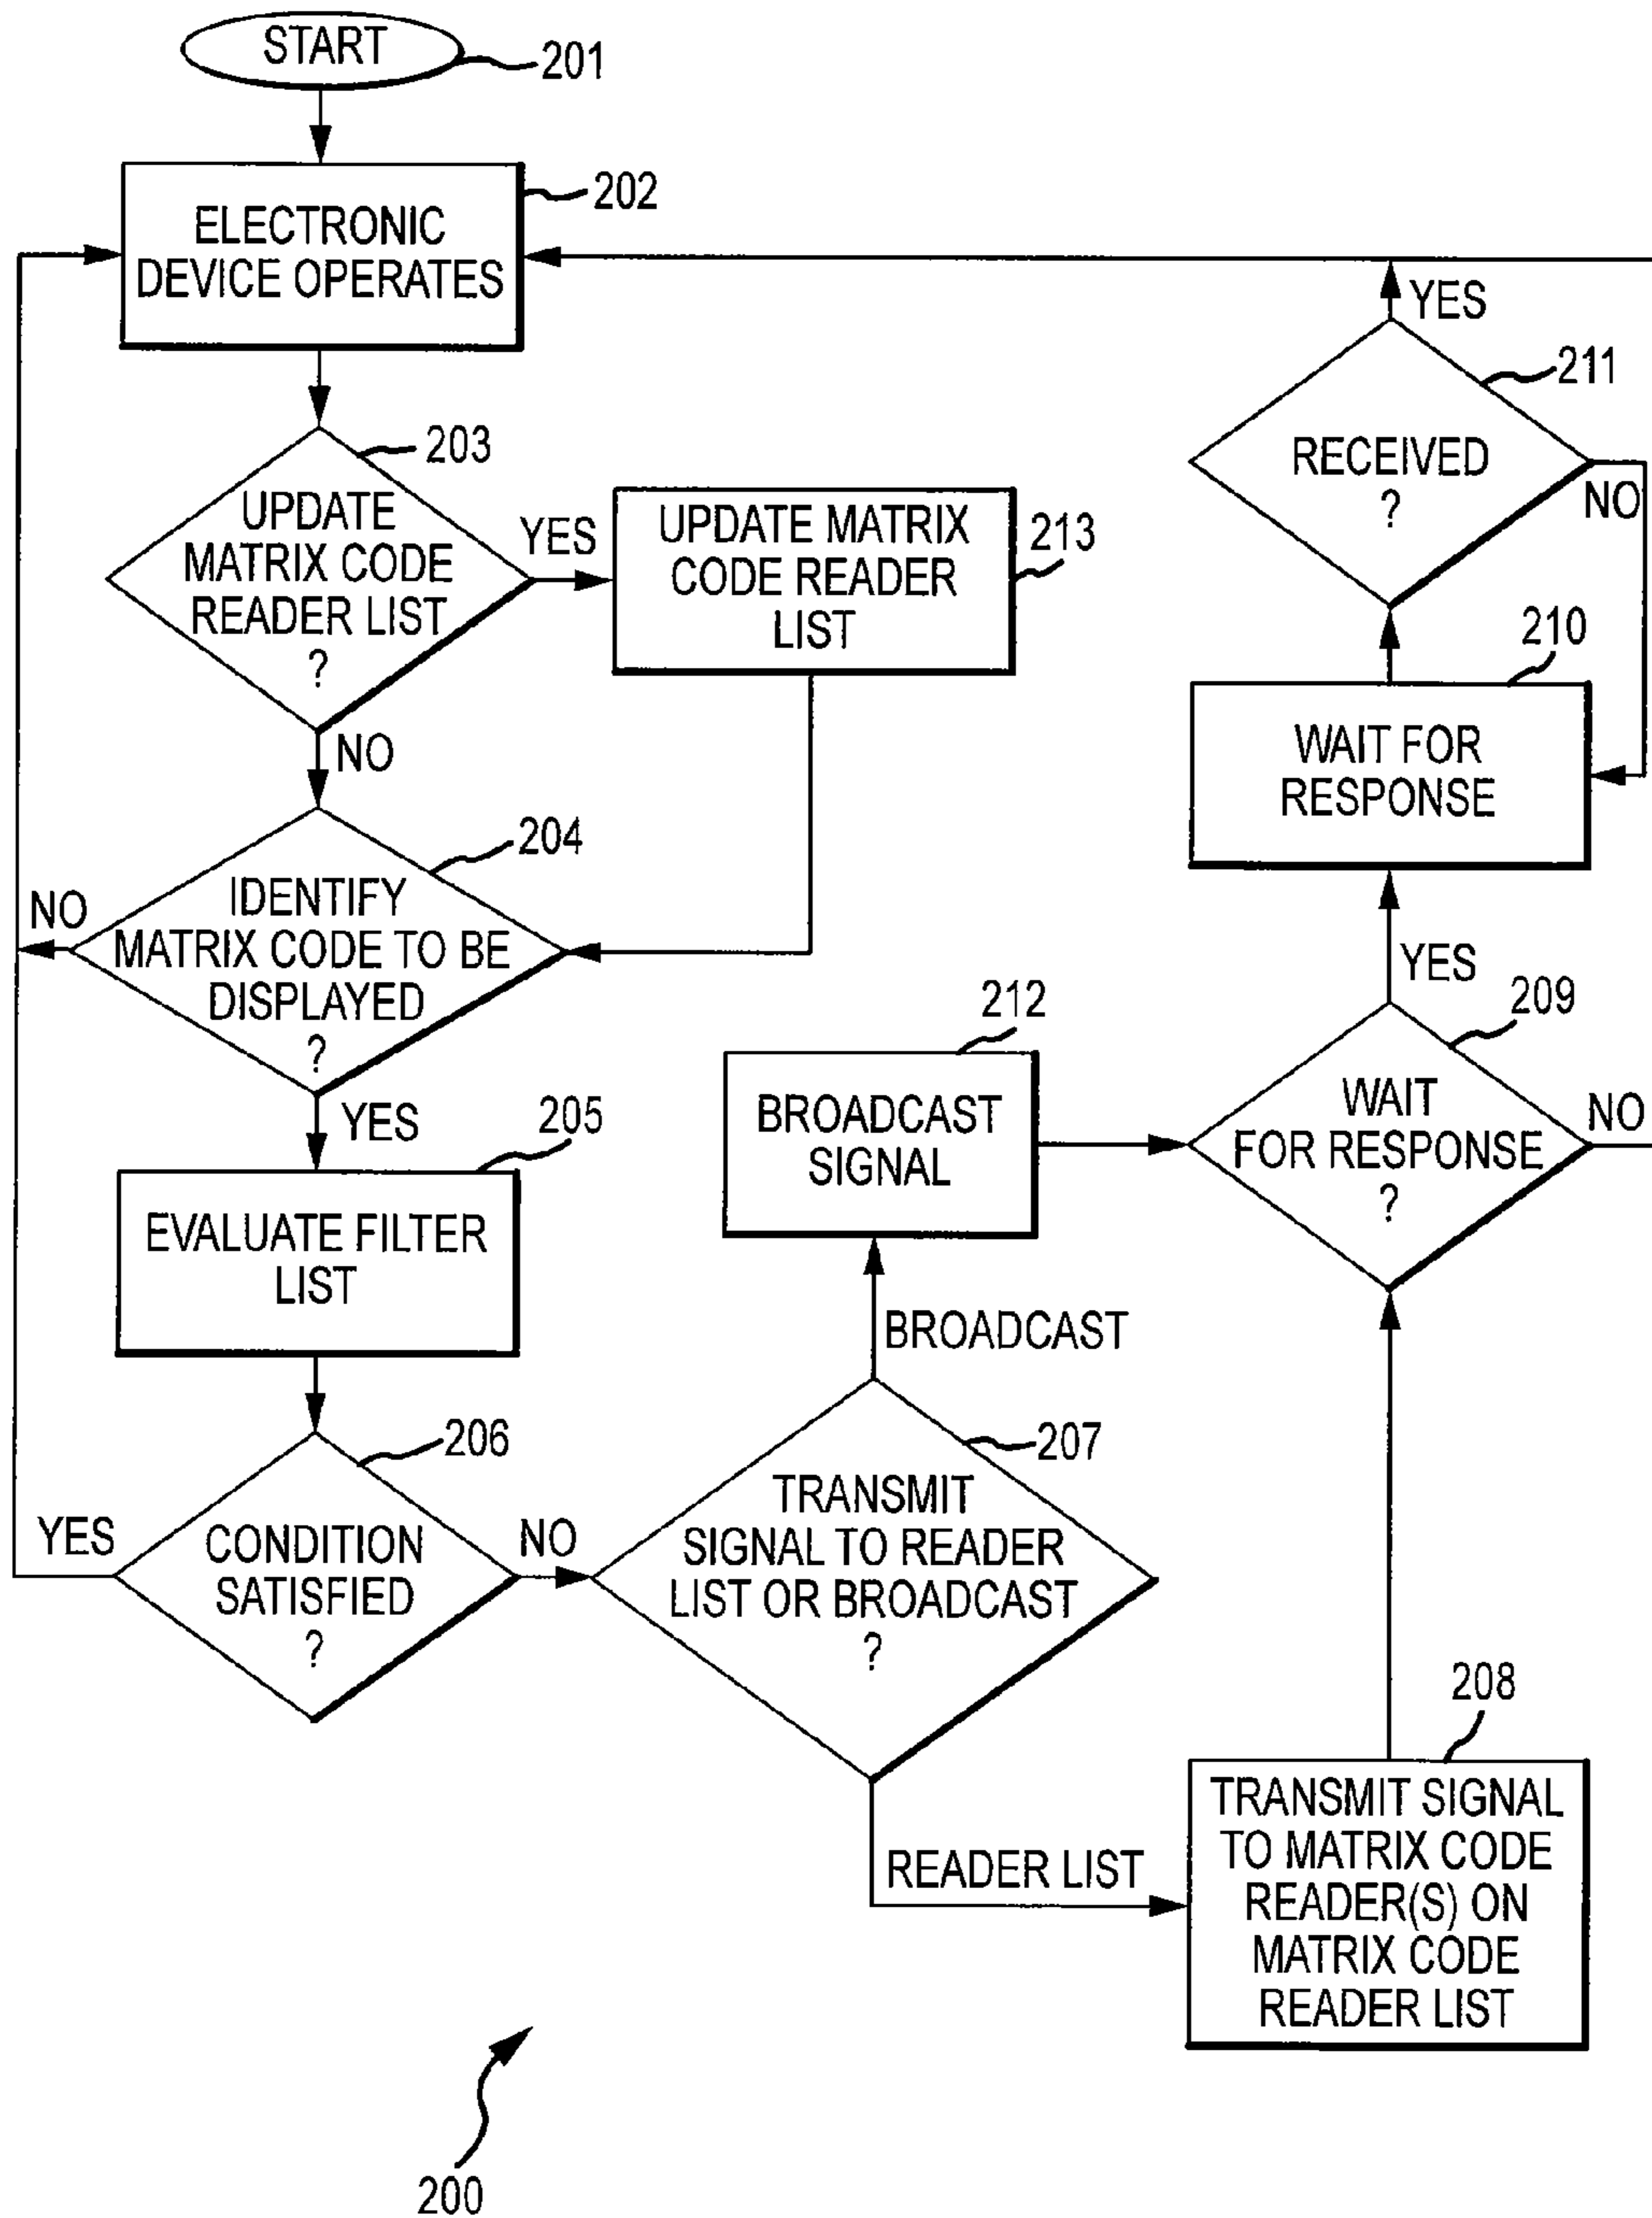 START
201
ELECTRONIC
DEVICE OPERATES
202
UPDATE
MATRIX CODE
READER LIST
?
203
YES
NO
UPDATE MATRIX
CODE READER
LIST
213
IDENTIFY
MATRIX CODE TO BE
DISPLAYED
?
204
NO
YES
EVALUATE FILTER
LIST
205
CONDITION
SATISFIED
?
206
YES
NO
TRANSMIT
SIGNAL TO READER
LIST OR BROADCAST
?
207
BROADCAST
READER LIST
BROADCAST
SIGNAL
212
TRANSMIT SIGNAL
TO MATRIX CODE
READER(S) ON
MATRIX CODE
READER LIST
208
WAIT
FOR RESPONSE
?
209
YES
NO
WAIT FOR
RESPONSE
210
RECEIVED
?
211
YES
NO
200